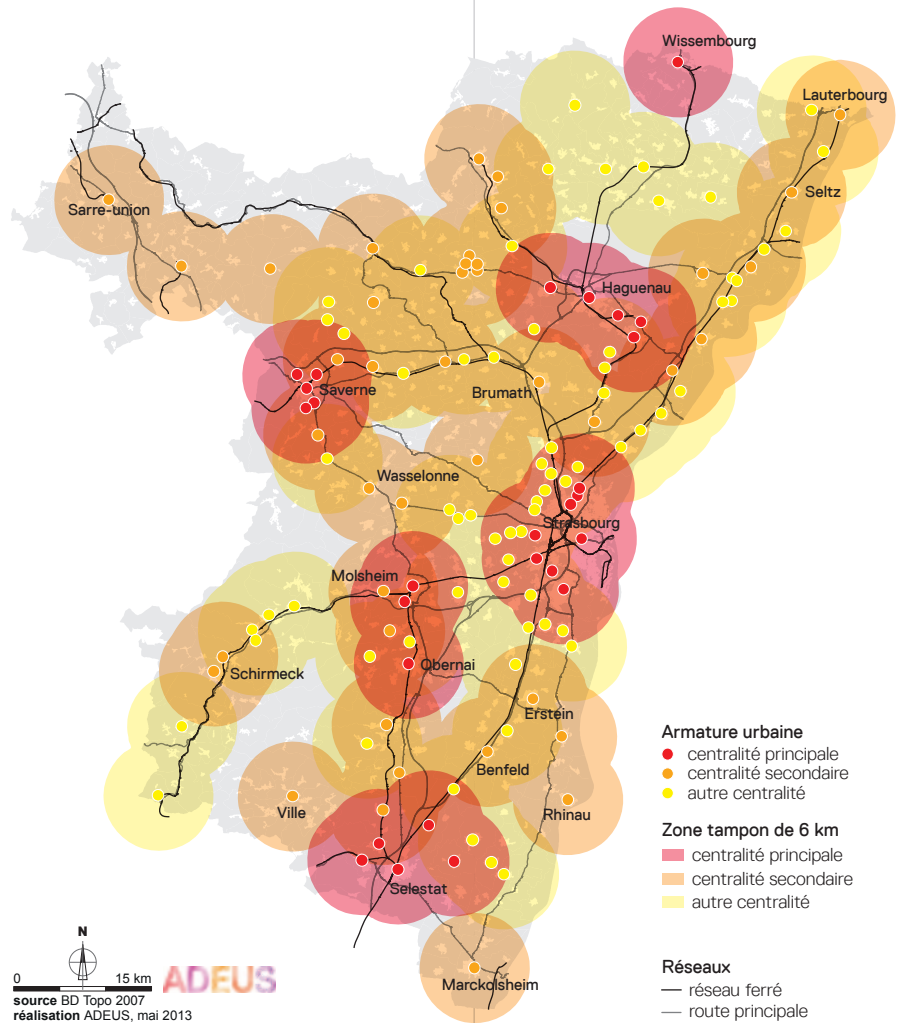 Wissembourg
Lauterbourg
Seltz
Sarre-union
Haguenau
Saverne
Brumath
Wasselonne
Strasbourg
Molsheim
Obernai
Schirmeck
Erstein
Benfeld
Ville
Rhinau
Selestat
Marckolsheim
Armature urbaine
centralité principale
centralité secondaire
autre centralité
Zone tampon de 6 km
centralité principale
centralité secondaire
autre centralité
Réseaux
réseau ferré
route principale
N
0 15 km
ADEUS
source BD Topo 2007
réalisation ADEUS, mai 2013